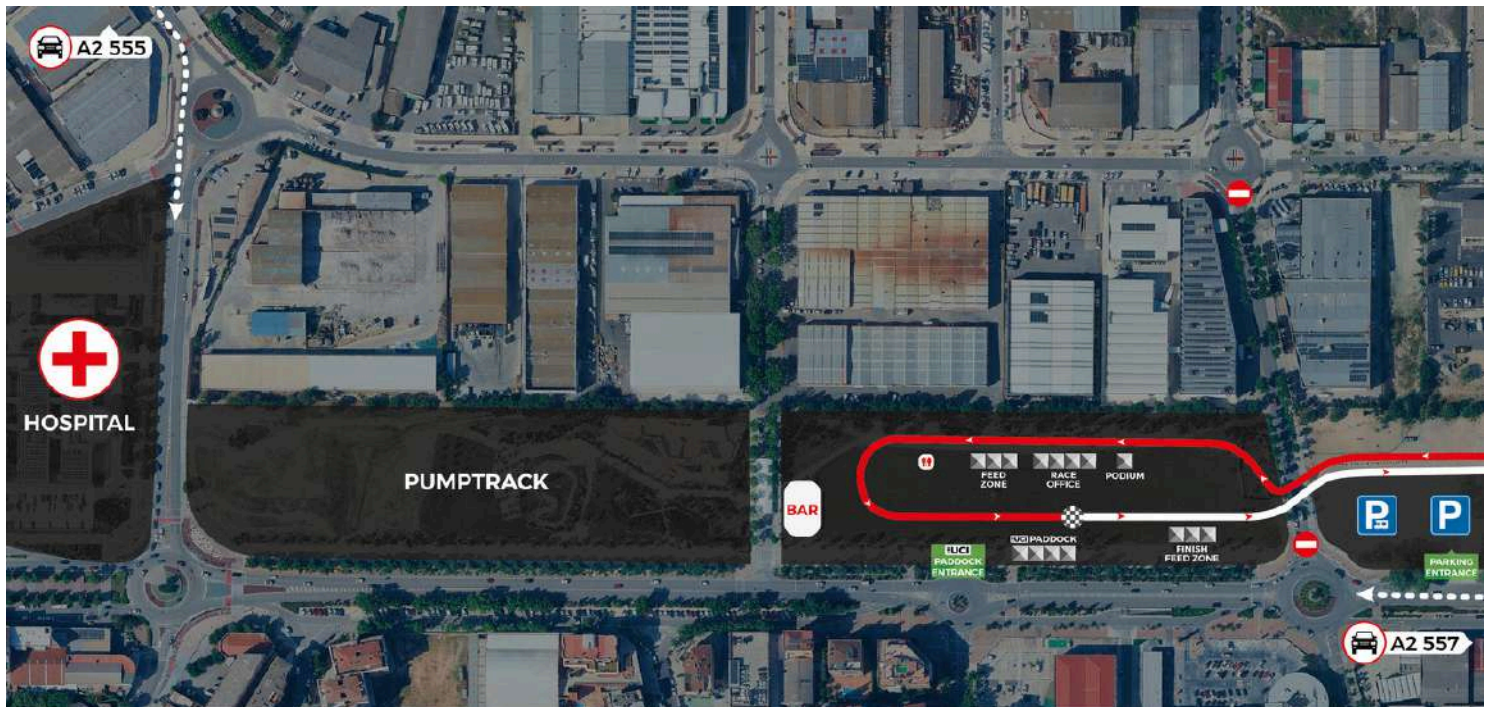 A2 555
HOSPITAL
PUMPTRACK
BAR
FEED
ZONE
RACE
OFFICE
PODIUM
UCI PADDOCK
FINISH
FEED ZONE
UCI
PADDOCK
ENTRANCE
P
P
PARKING
ENTRANCE
A2 557